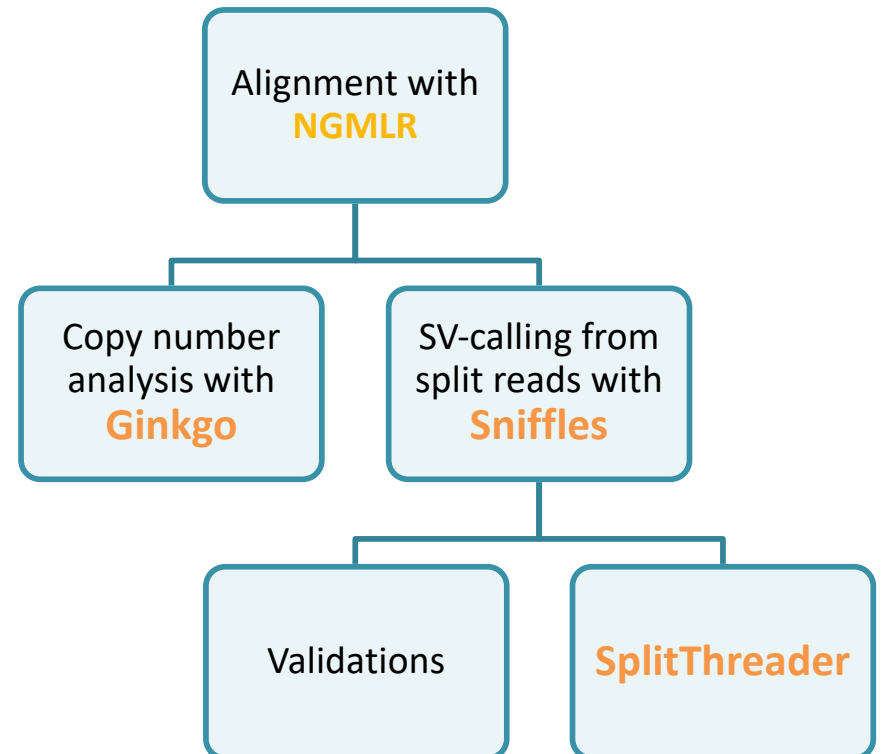 Alignment with
NGMLR
Copy number
analysis with
Ginkgo
SV-calling from
split reads with
Sniffles
Validations
SplitThreader